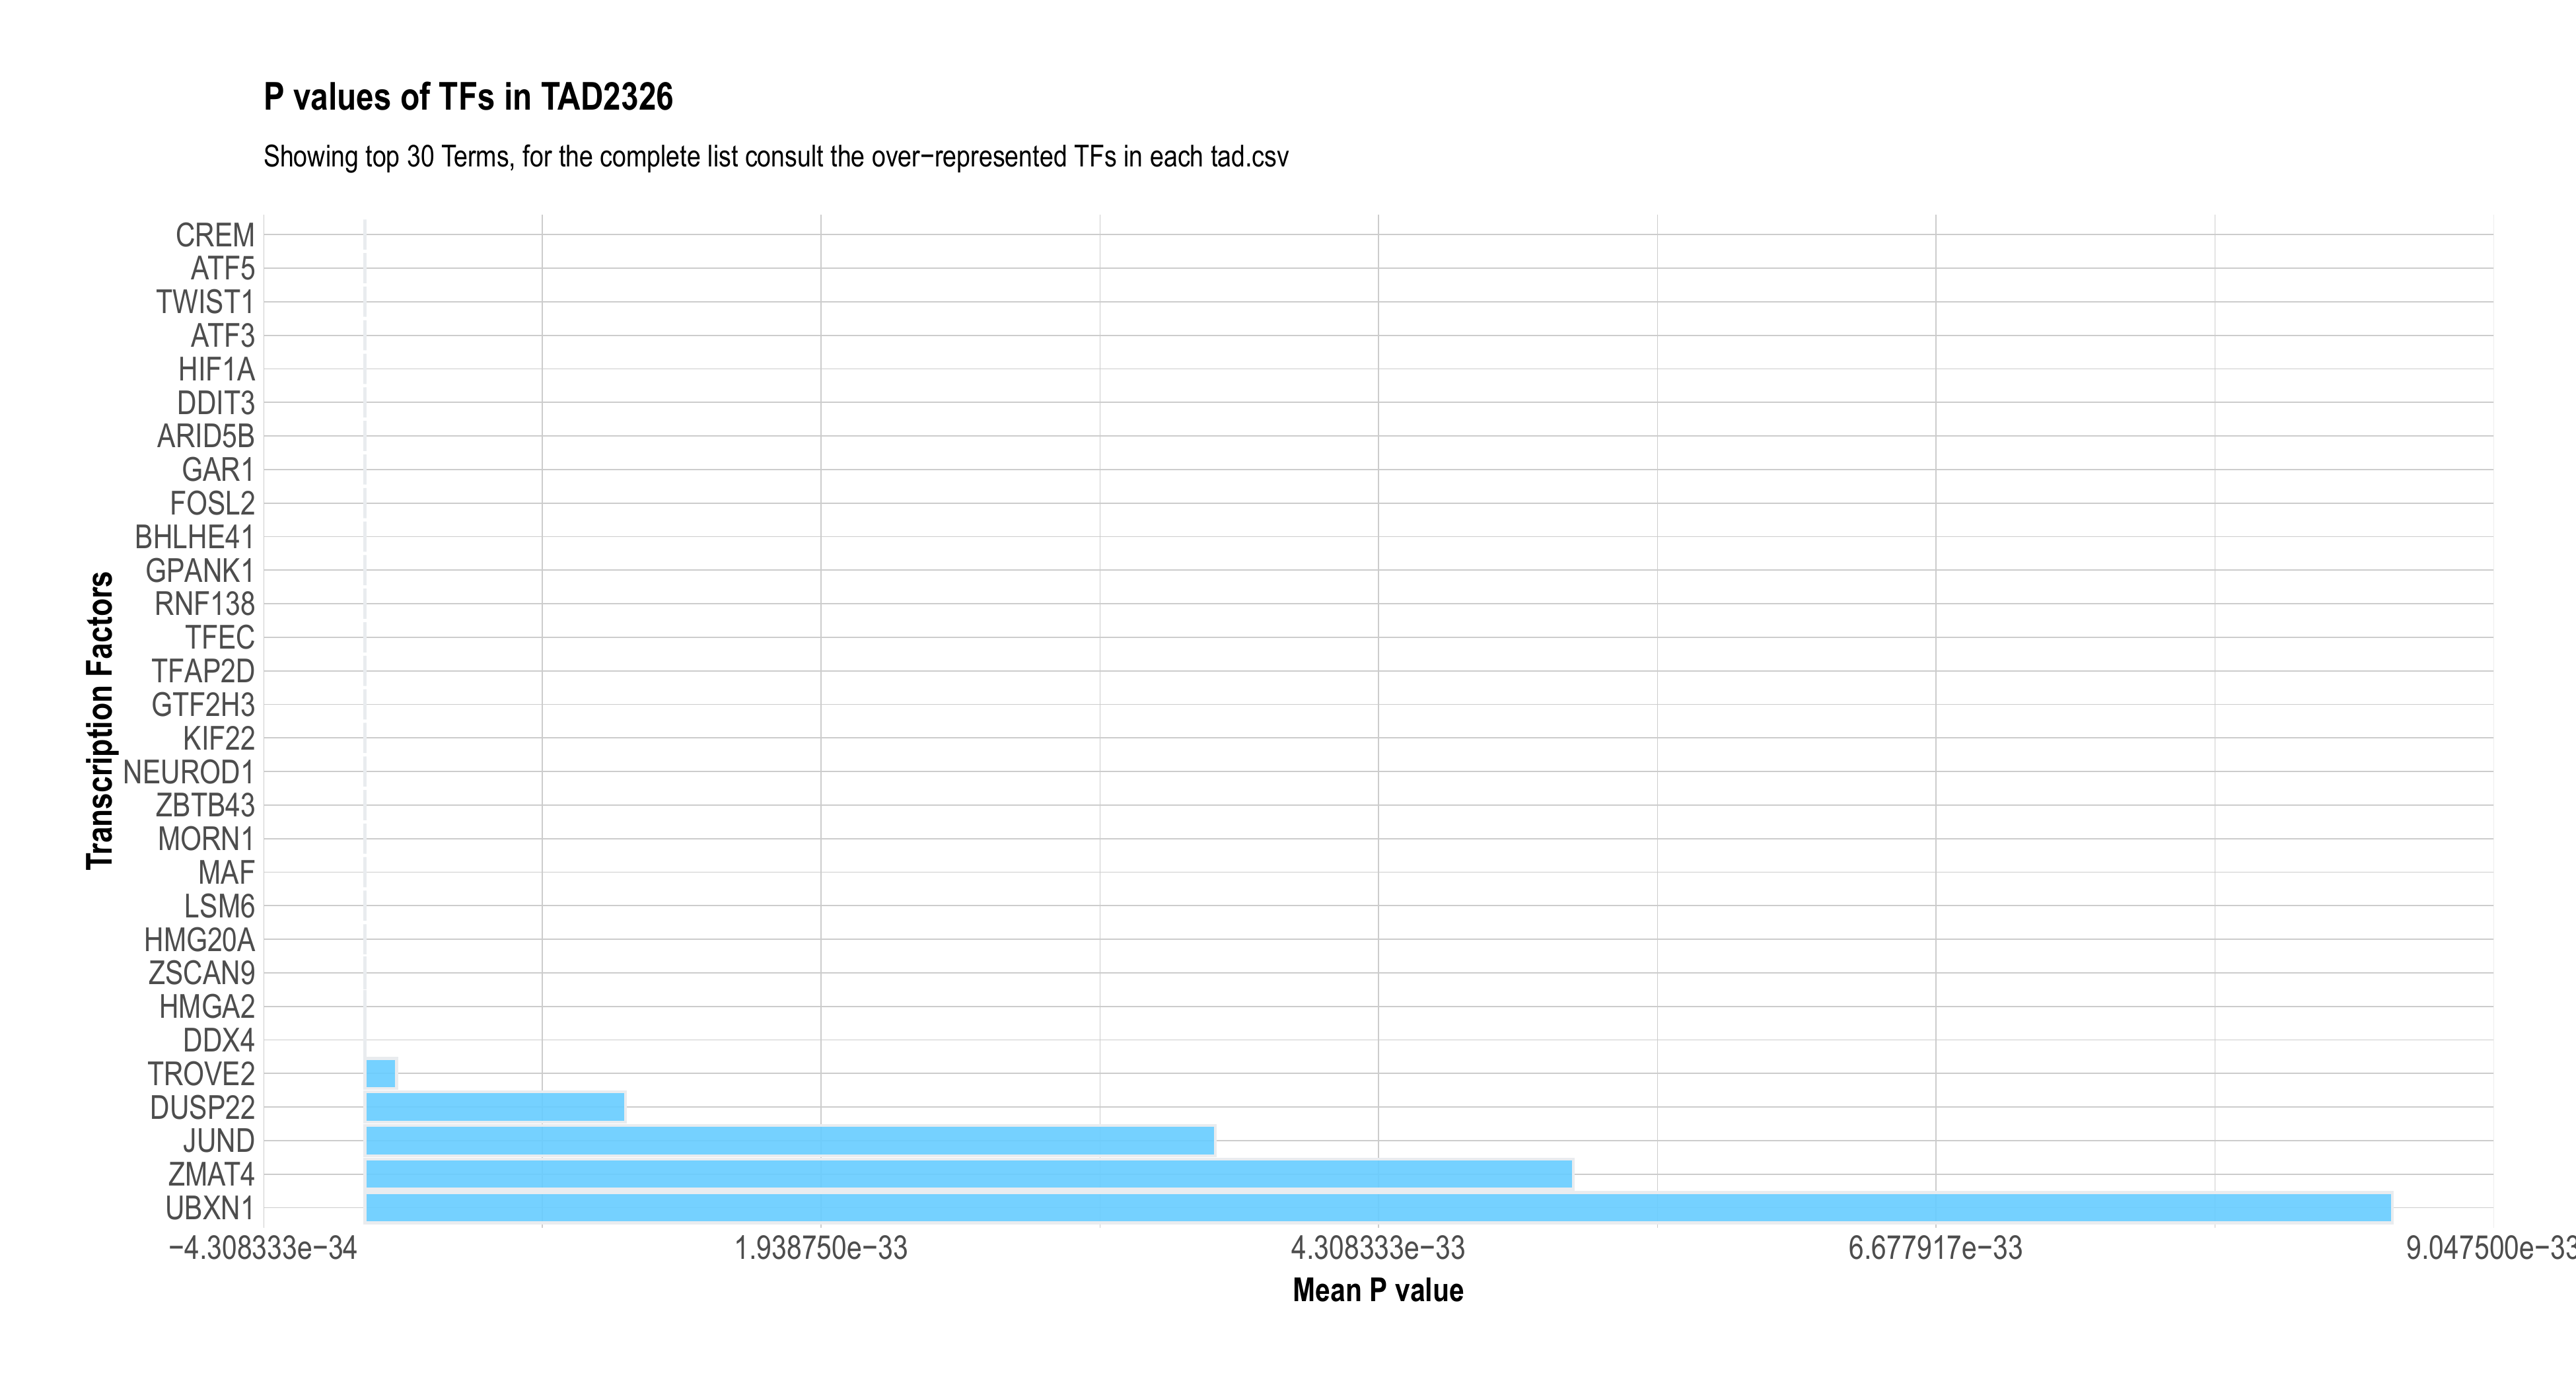 P values of TFs in TAD2326
Showing top 30 Terms, for the complete list consult the over−represented TFs in each tad.csv
Transcription Factors
CREM
ATF5
TWIST1
ATF3
HIF1A
DDIT3
ARID5B
GAR1
FOSL2
BHLHE41
GPANK1
RNF138
TFEC
TFAP2D
GTF2H3
KIF22
NEUROD1
ZBTB43
MORN1
MAF
LSM6
HMG20A
ZSCAN9
HMGA2
DDX4
TROVE2
DUSP22
JUND
ZMAT4
UBXN1
−4.308333e−34 1.938750e−33 4.308333e−33 6.677917e−33 9.047500e−33
Mean P value